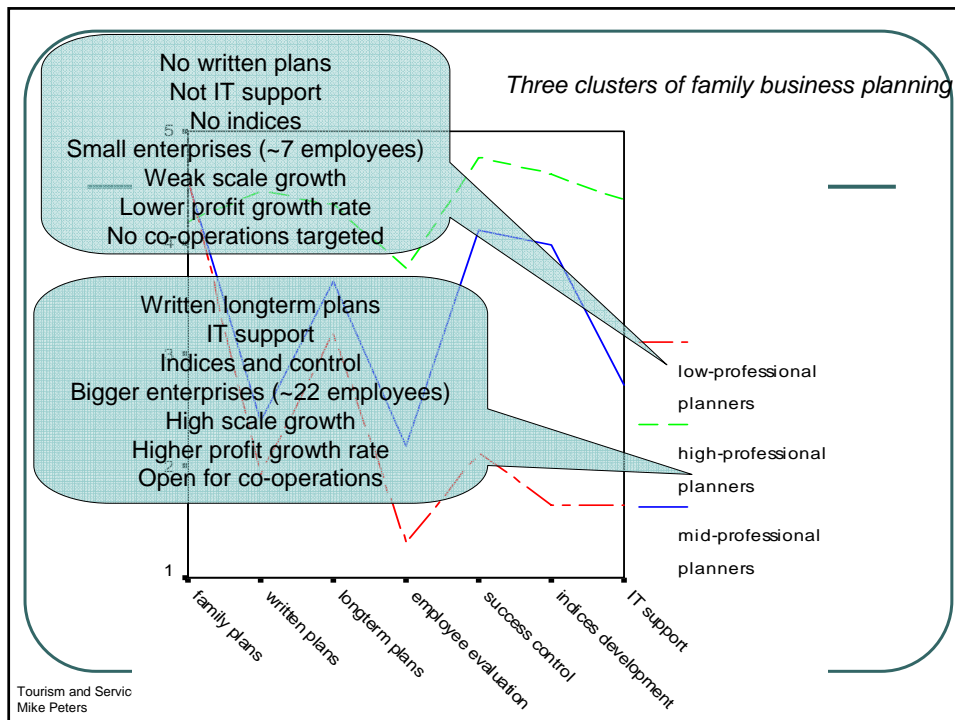 Three clusters of family business planning
No written plans
Not IT support
No indices
Small enterprises (~7 employees)
Weak scale growth
Lower profit growth rate
No co-operations targeted
Written longterm plans
IT support
Indices and control
Bigger enterprises (~22 employees)
High scale growth
Higher profit growth rate
Open for co-operations
5
4
3
2
1
family plans
written plans
longterm plans
employee evaluation
success control
indices development
IT support
low-professional
planners
high-professional
planners
mid-professional
planners
Tourism and Servic
Mike Peters